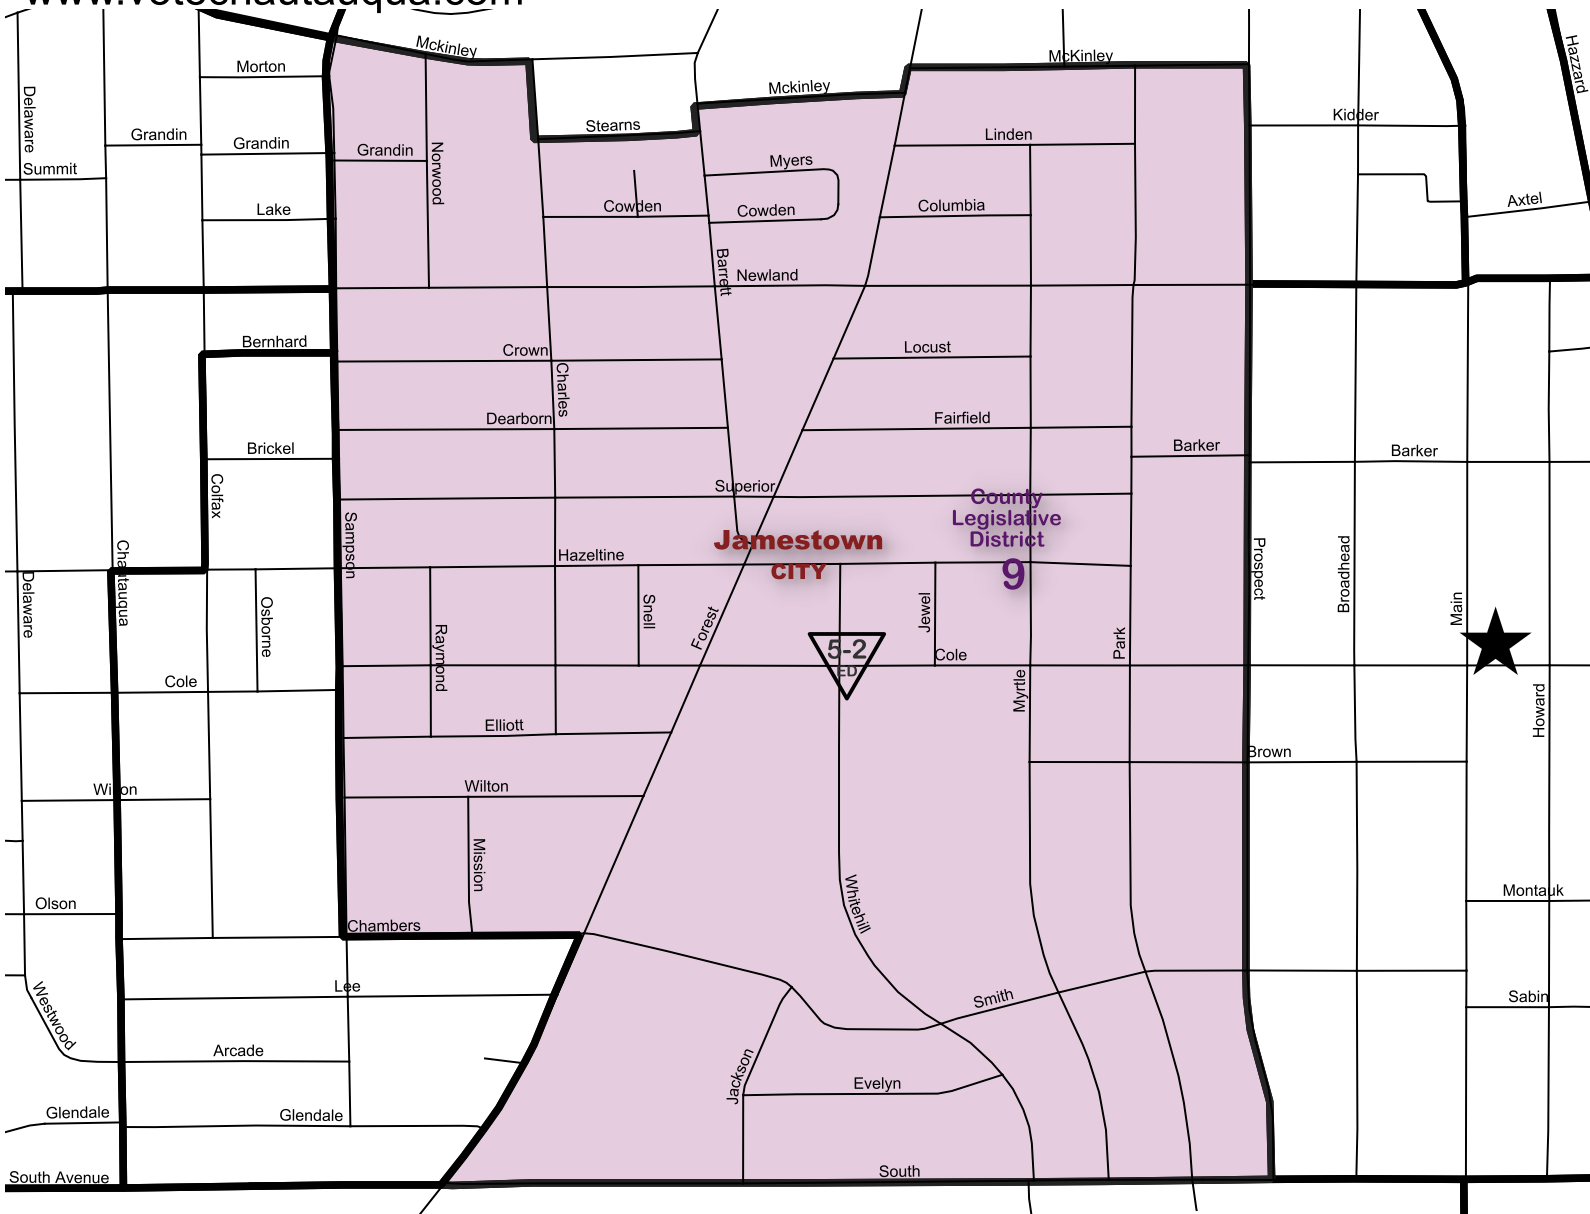 www.votechautauqua.com
Mckinley
McKinley
Hazzard
Morton
Mckinley
Delaware
Stearns
Kidder
Grandin
Grandin
Grandin
Norwood
Linden
Summit
Myers
Lake
Cowden
Cowden
Columbia
Axtel
Barrett
Newland
Bernhard
Crown
Locust
Charles
Dearborn
Fairfield
Brickel
Barker
Barker
Colfax
Superior
County
Legislative
District
9
Sampson
Jamestown
CITY
Chautauqua
Hazeltine
Prospect
Broadhead
Delaware
Osborne
Raymond
Snell
Forest
Jewel
Park
Main
5-2
ED
Cole
Cole
Myrtle
Howard
Elliott
Brown
Wilton
Wilton
Mission
Whitehill
Montauk
Olson
Chambers
Lee
Smith
Sabin
Westwood
Arcade
Jackson
Evelyn
Glendale
Glendale
South Avenue
South